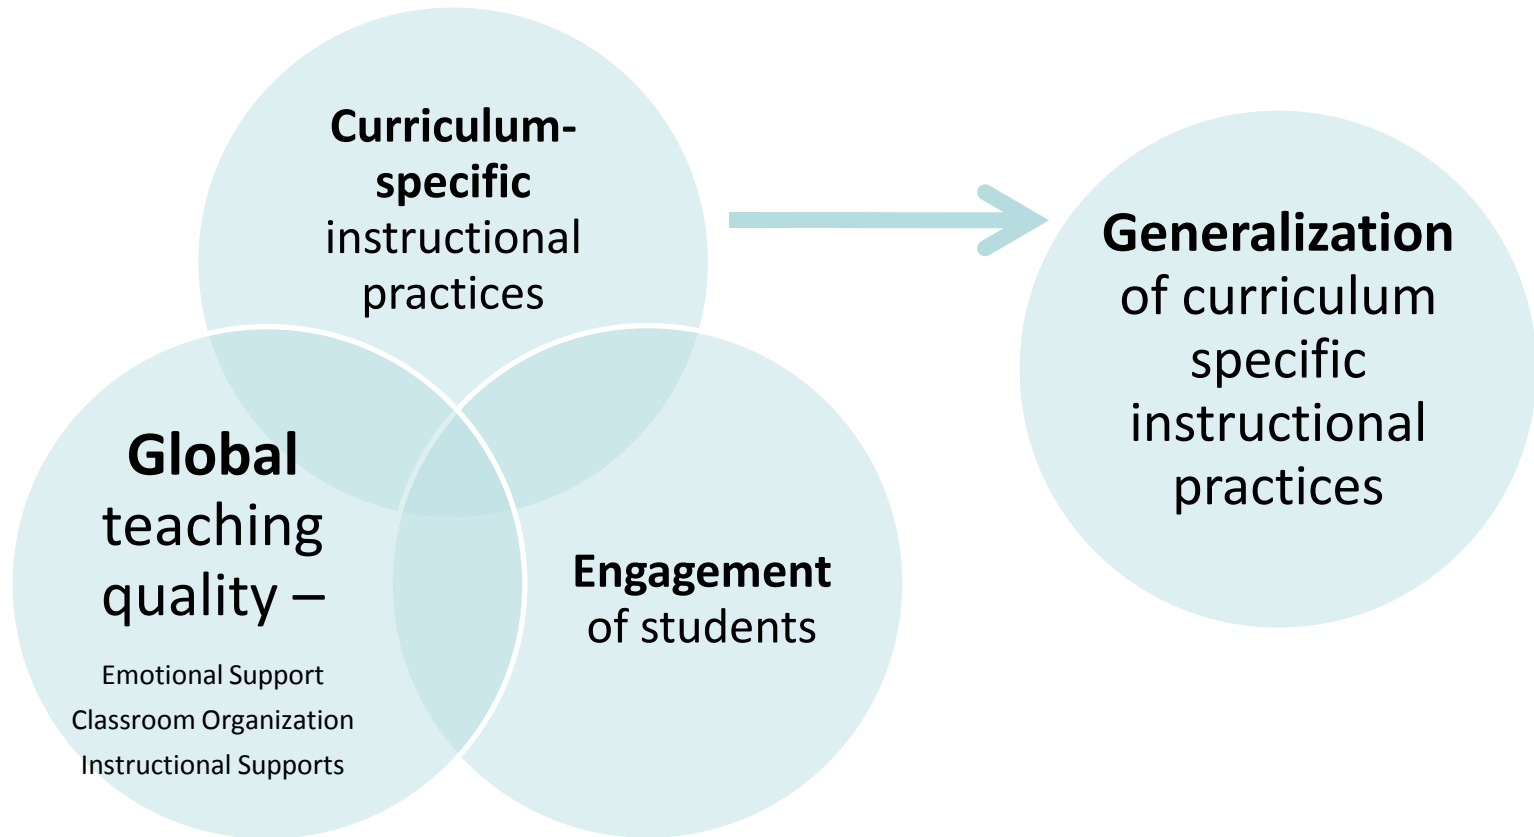 Curriculum-
specific
instructional
practices
Global
teaching
quality –
Emotional Support
Classroom Organization
Instructional Supports
Engagement
of students
Generalization
of curriculum
specific
instructional
practices